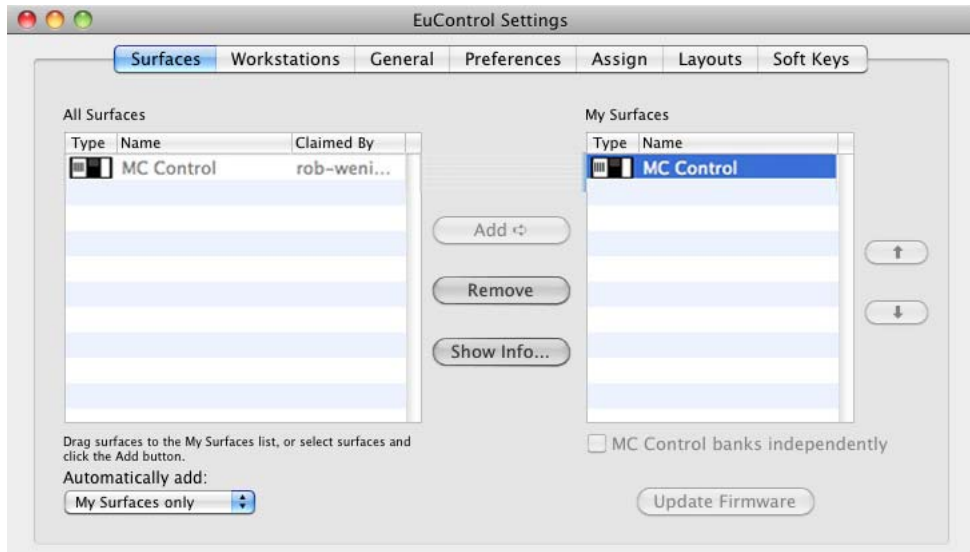 EuControl Settings
Surfaces Workstations General Preferences Assign Layouts Soft Keys
All Surfaces
Type Name Claimed By
MC Control rob-weni...
Add
Remove
Show Info...
My Surfaces
Type Name
MC Control
Drag surfaces to the My Surfaces list, or select surfaces and
click the Add button.
Automatically add:
My Surfaces only
MC Control banks independently
Update Firmware